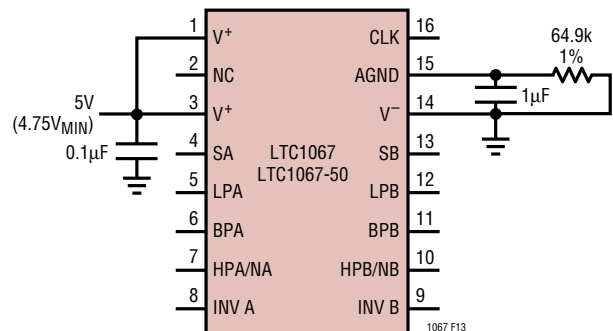 1
V+
2
NC
3
V+
5V
(4.75VMIN)
0.1µF
4
SA
5
LPA
6
BPA
7
HPA/NA
8
INV A
LTC1067
LTC1067-50
16
CLK
15
AGND
14
V−
13
SB
12
LPB
11
BPB
10
HPB/NB
9
INV B
64.9k
1%
1µF
1067 F13